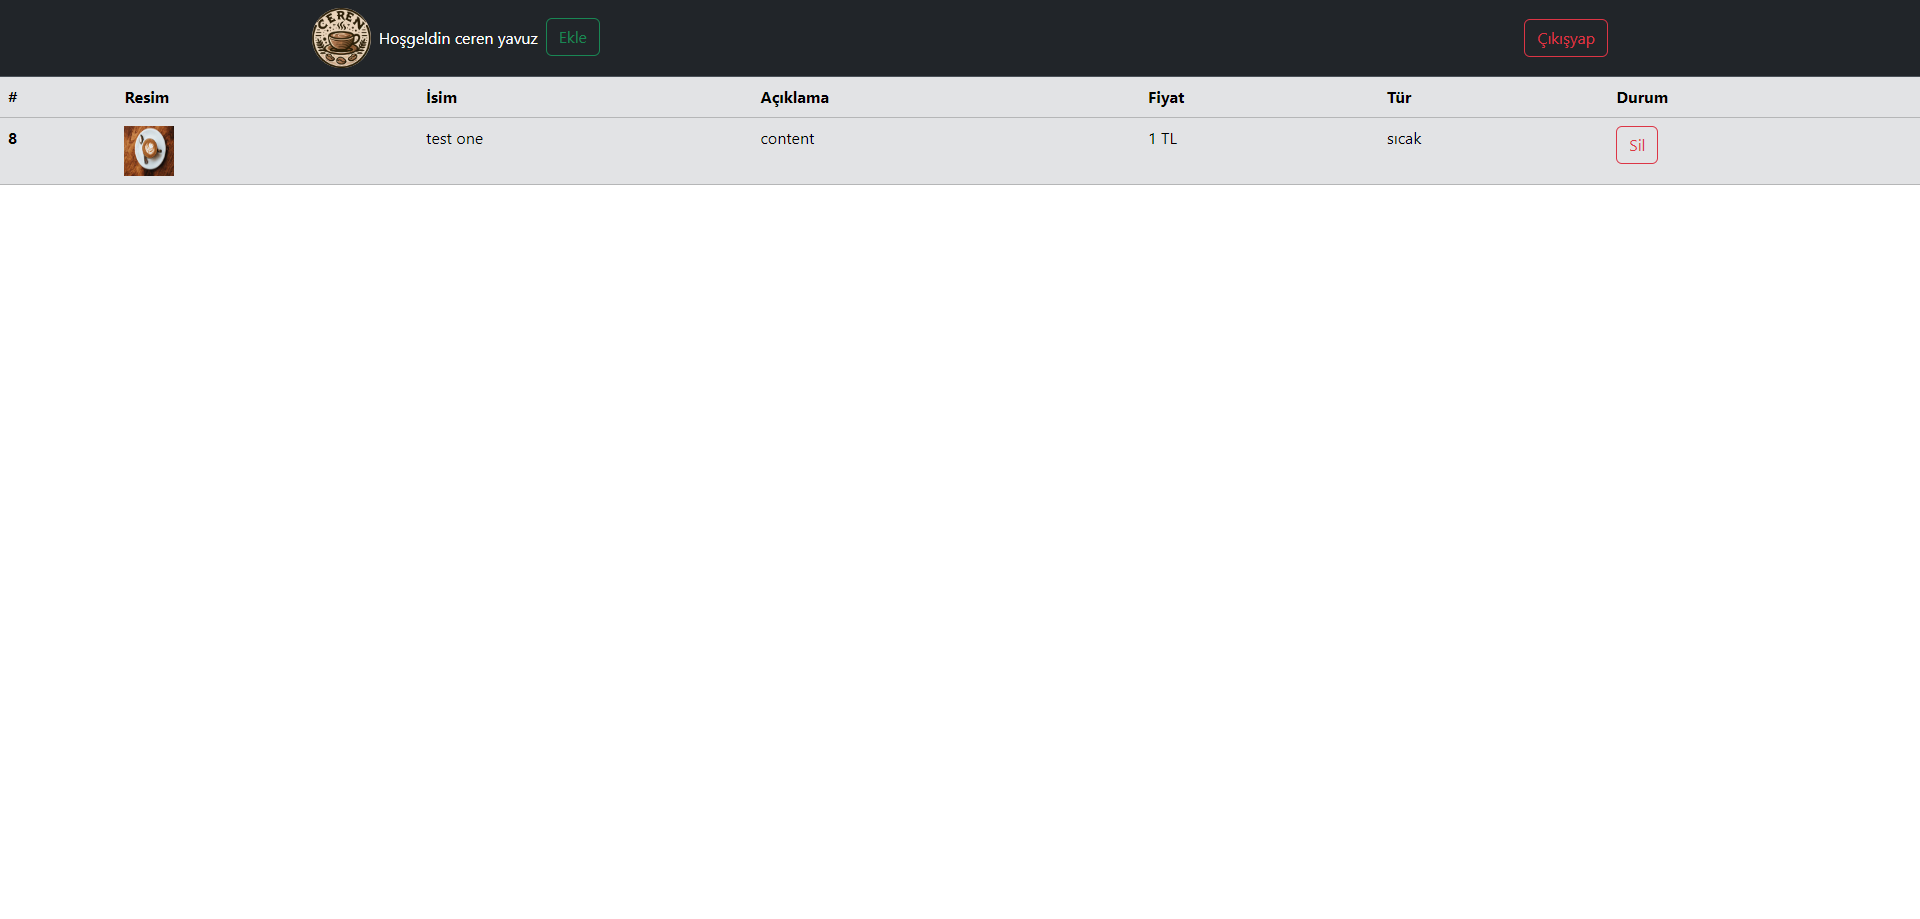 CEREN
Hoşgeldin ceren yavuz Ekle Çıkışyap
# Resim İsim Açıklama Fiyat Tür Durum
8 test one content 1 TL sıcak Sil